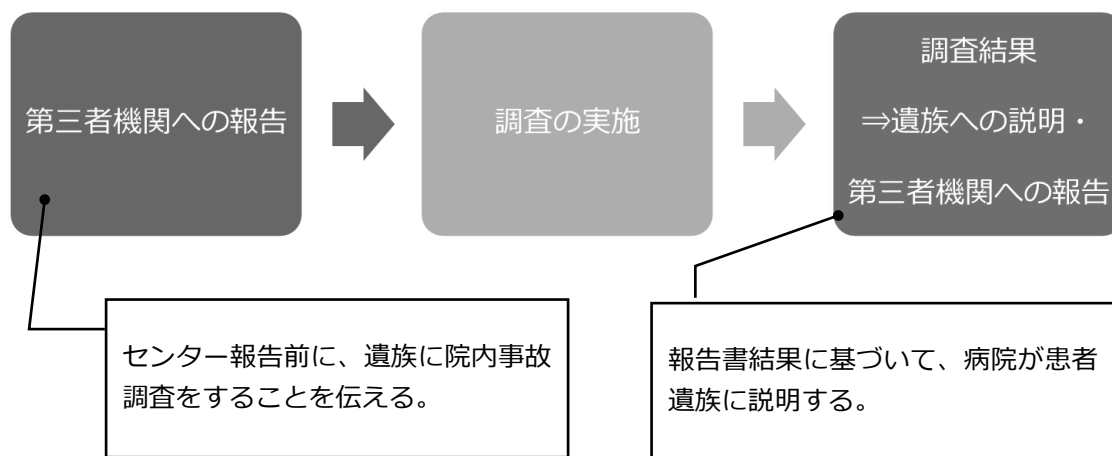 第三者機関への報告
調査の実施
調査結果
⇒遺族への説明・
第三者機関への報告
センター報告前に、遺族に院内事故
調査をすることを伝える。
報告書結果に基づいて、病院が患者
遺族に説明する。